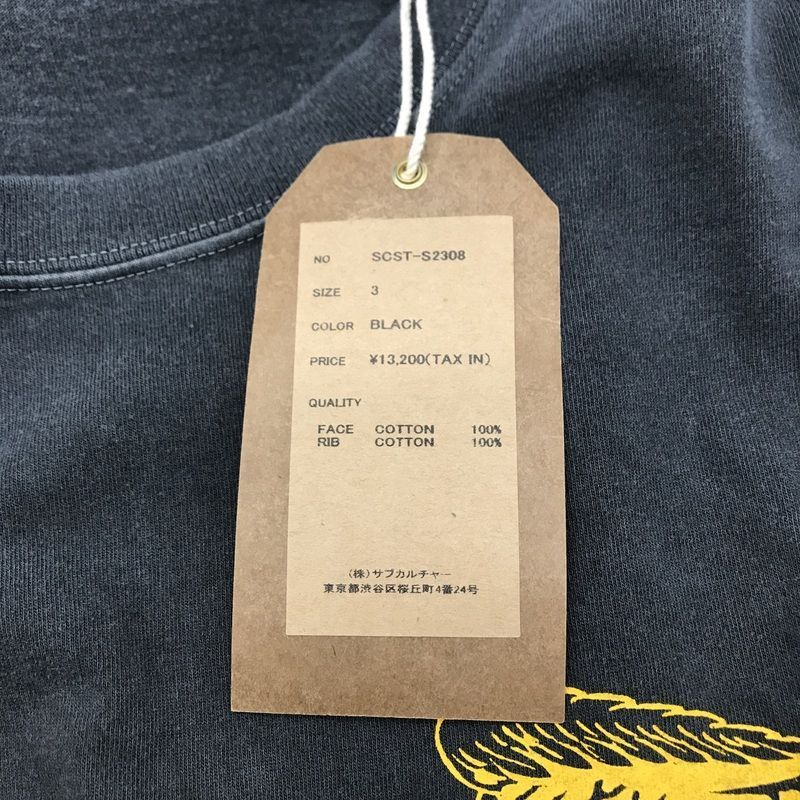 NO SCST-S2308
SIZE 3
COLOR BLACK
PRICE ¥13,200(TAX IN)
QUALITY
FACE COTTON 100%
RIB COTTON 100%
(株)サブカルチャー
東京都渋谷区桜丘町4番24号